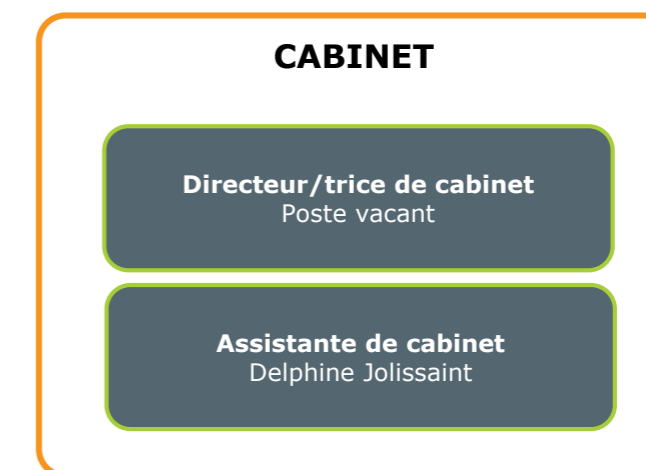 CABINET
Directeur/trice de cabinet
Poste vacant
Assistante de cabinet
Delphine Jolissaint